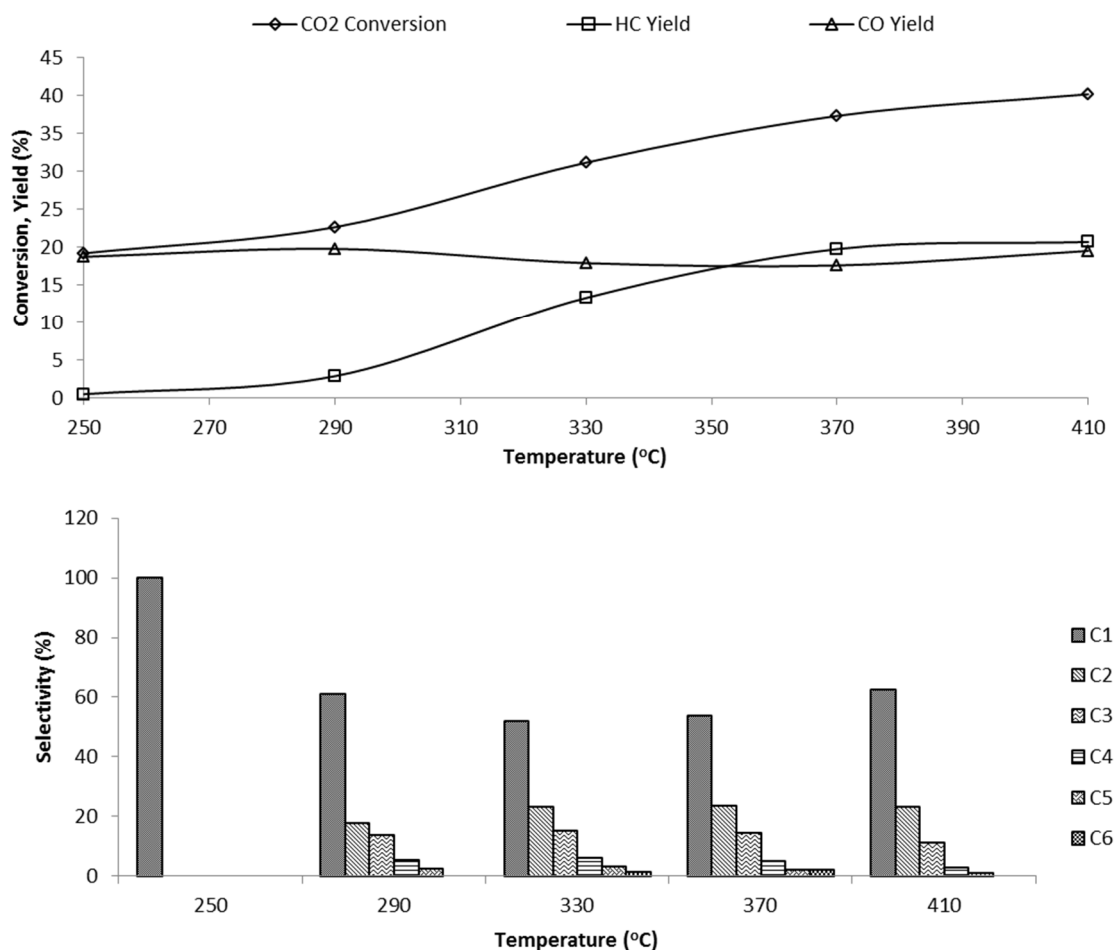 CO2 Conversion HC Yield CO Yield
45
40
35
30
25
20
15
10
5
0
Conversion, Yield (%)
250 270 290 310 330 350 370 390 410
Temperature (°C)
120
100
80
60
40
20
0
Selectivity (%)
C1
C2
C3
C4
C5
C6
250 290 330 370 410
Temperature (°C)